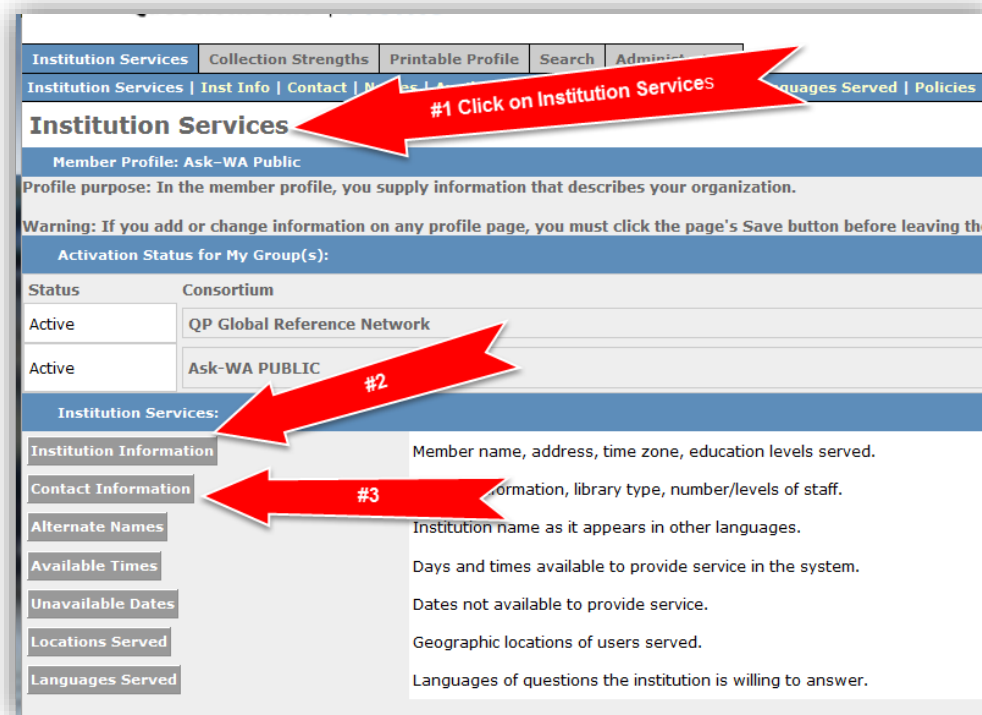 Institution Services Collection Strengths Printable Profile Search
Institution Services | Inst Info | Contact | Languages Served | Policies
#1 Click on Institution Services
Institution Services
Member Profile: Ask–WA Public
Profile purpose: In the member profile, you supply information that describes your organization.
Warning: If you add or change information on any profile page, you must click the page's Save button before leaving
Activation Status for My Group(s):
Status Consortium
Active QP Global Reference Network
Active Ask-WA PUBLIC
#2
Institution Services:
Institution Information Member name, address, time zone, education levels served.
Contact Information #3 library type, number/levels of staff.
Alternate Names Institution name as it appears in other languages.
Available Times Days and times available to provide service in the system.
Unavailable Dates Dates not available to provide service.
Locations Served Geographic locations of users served.
Languages Served Languages of questions the institution is willing to answer.